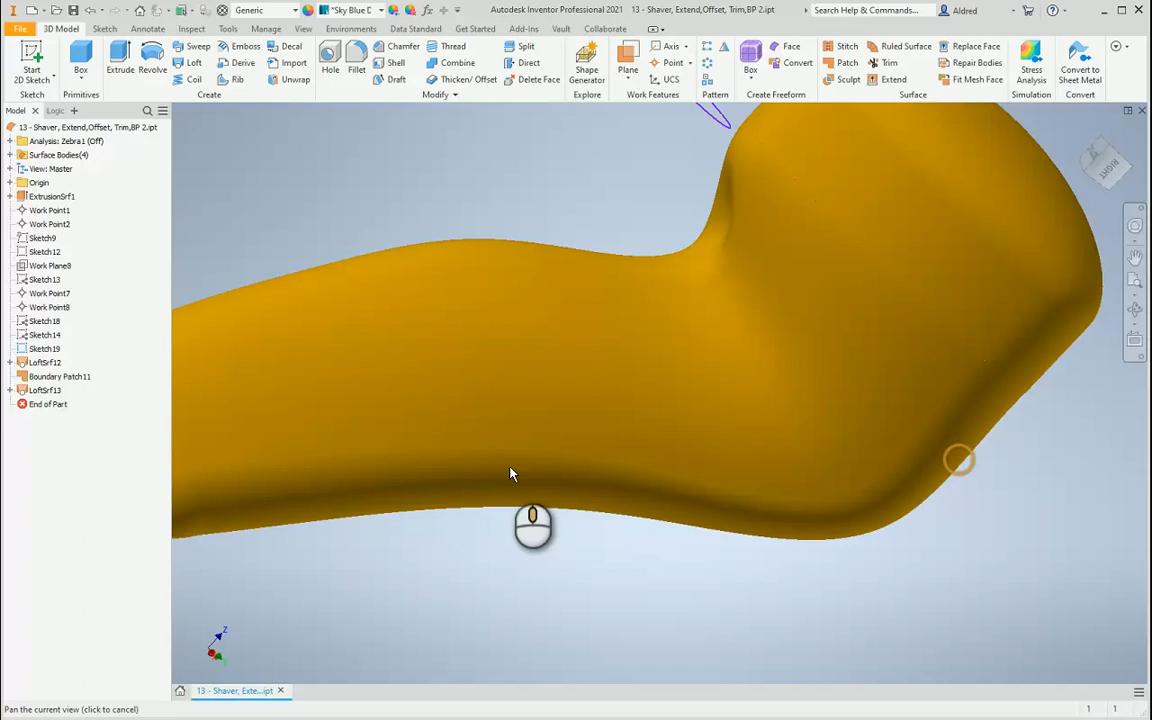 Generic
*Sky Blue D
Autodesk Inventor Professional 2021
13 - Shaver, Extend,Offset, Trim,BP 2.ipt
Search Help & Commands...
Aldred
File
3D Model
Sketch
Annotate
Inspect
Tools
Manage
View
Environments
Data Standard
Get Started
Add-Ins
Vault
Collaborate
Start
2D Sketch
Box
Extrude
Revolve
Sweep
Emboss
Decal
Loft
Derive
Import
Coil
Rib
Unwrap
Hole
Fillet
Chamfer
Thread
Split
Shell
Combine
Direct
Draft
Thicken/ Offset
Delete Face
Shape
Generator
Plane
Axis
Point
UCS
Box
Face
Convert
Stitch
Ruled Surface
Replace Face
Patch
Trim
Repair Bodies
Sculpt
Extend
Fit Mesh Face
Stress
Analysis
Convert to
Sheet Metal
Sketch
Primitives
Create
Modify
Explore
Work Features
Pattern
Create Freeform
Surface
Simulation
Convert
Model
Logic
13 - Shaver, Extend,Offset, Trim,BP 2.ipt
Analysis: Zebra1 (Off)
Surface Bodies(4)
View: Master
Origin
ExtrusionSrf1
Work Point1
Work Point2
Sketch9
Sketch12
Work Plane8
Sketch13
Work Point7
Work Point8
Sketch18
Sketch14
Sketch19
LoftSrf12
Boundary Patch11
LoftSrf13
End of Part
RIGHT
Z
Y
13 - Shaver, Exte...ipt
Pan the current view (click to cancel)
1
1